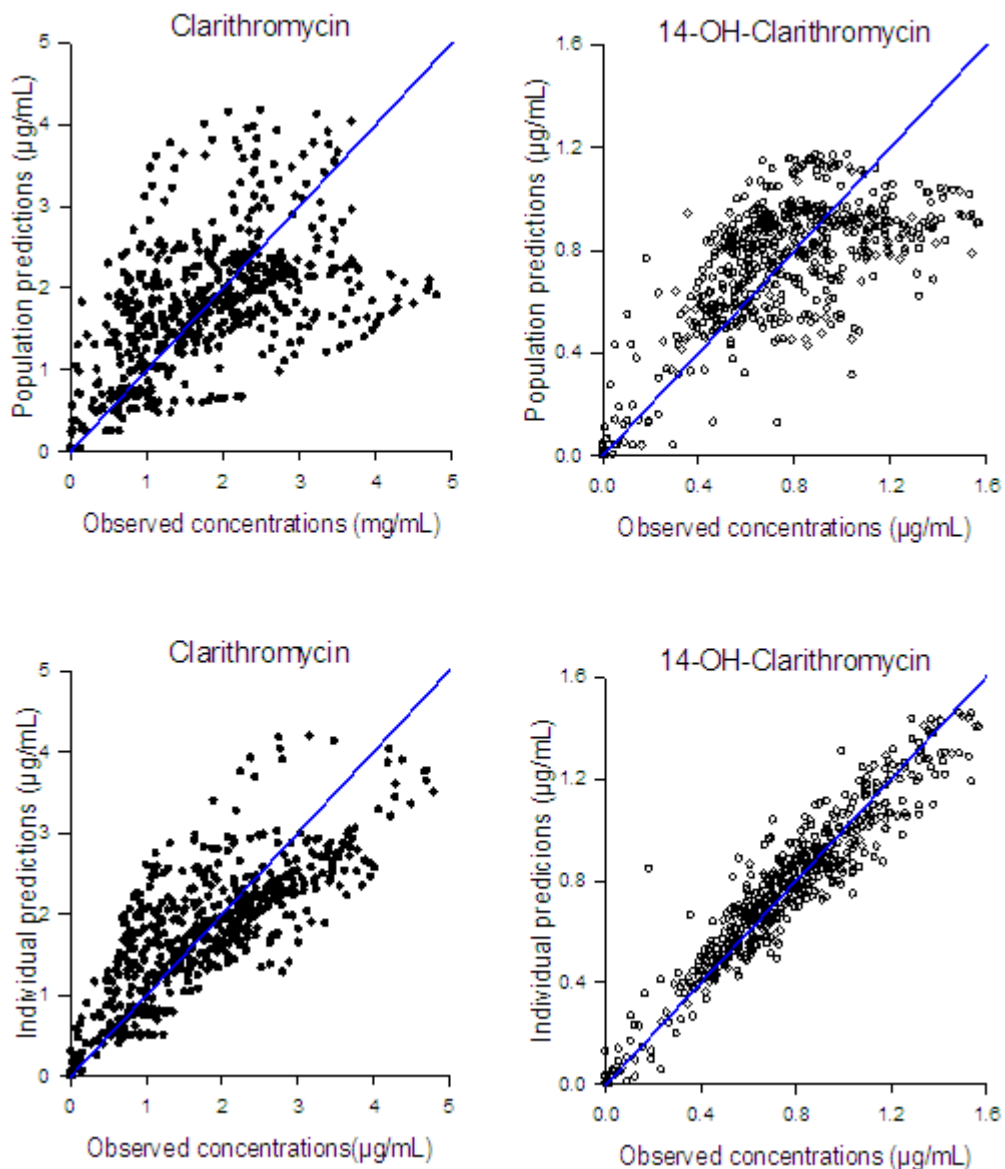 Clarithromycin
5
4
3
2
1
0
Population predictions (µg/mL)
0 1 2 3 4 5
Observed concentrations (mg/mL)
14-OH-Clarithromycin
1.6
1.2
0.8
0.4
0.0
Population predictions (µg/mL)
0.0 0.4 0.8 1.2 1.6
Observed concentrations (µg/mL)
Clarithromycin
5
4
3
2
1
0
Individual predictions (µg/mL)
0 1 2 3 4 5
Observed concentrations(µg/mL)
14-OH-Clarithromycin
1.6
1.2
0.8
0.4
0.0
Individual predicions (µg/mL)
0.0 0.4 0.8 1.2 1.6
Observed concentrations (µg/mL)